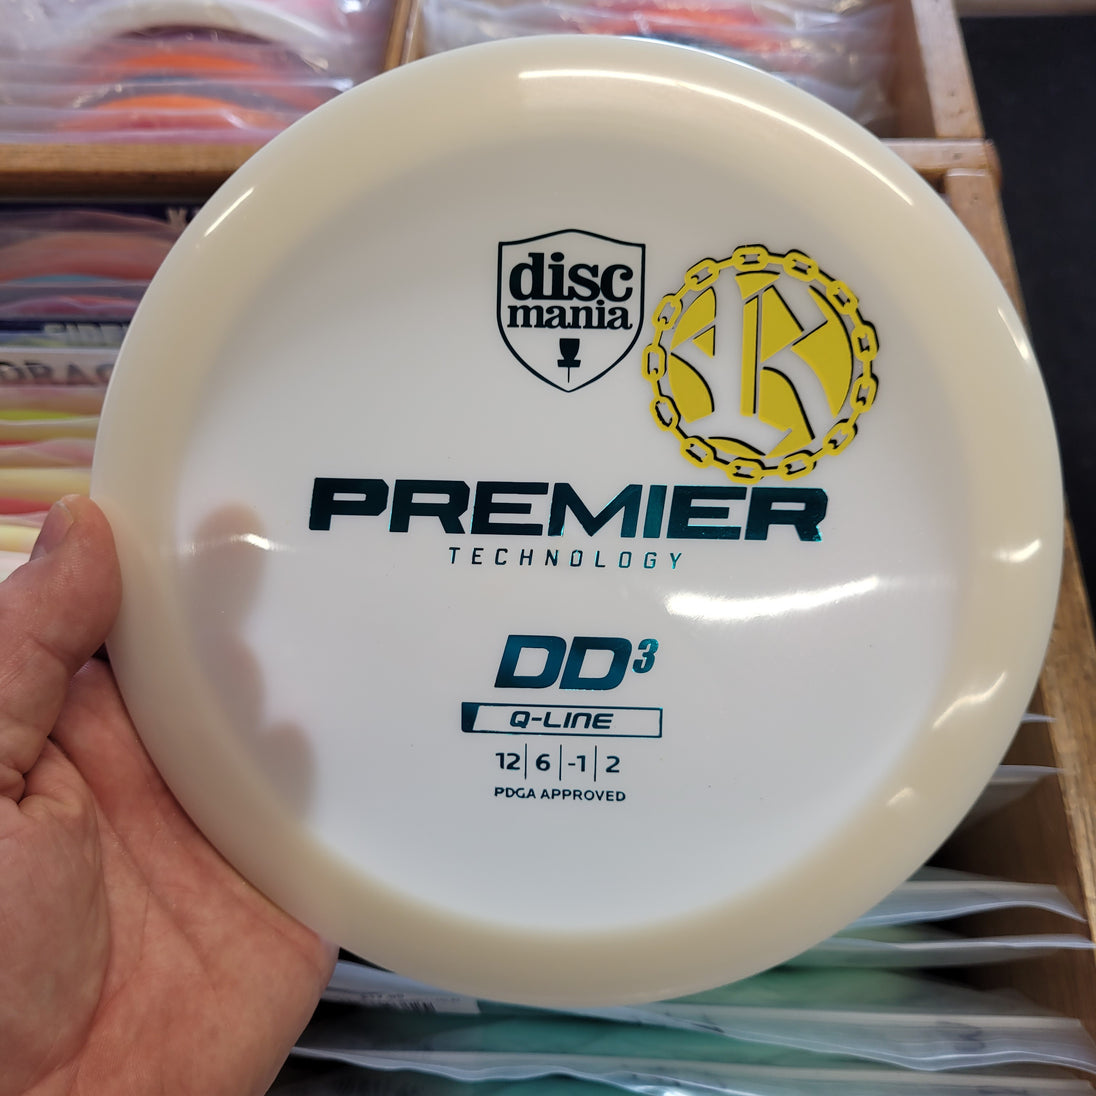 disc
mania
R
PREMIER
TECHNOLOGY
DD³
Q-LINE
12 | 6 | -1 | 2
PDGA APPROVED